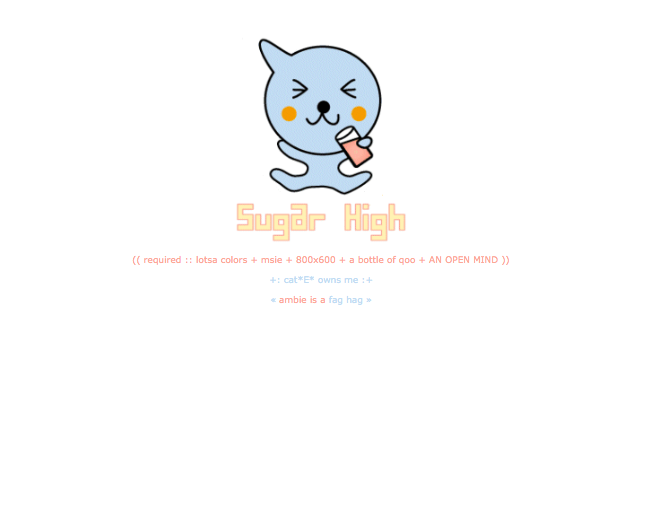 Sugar High
(( required :: lotsa colors + msie + 800x600 + a bottle of qoo + AN OPEN MIND ))
+: cat*E* owns me :+
« ambie is a fag hag »